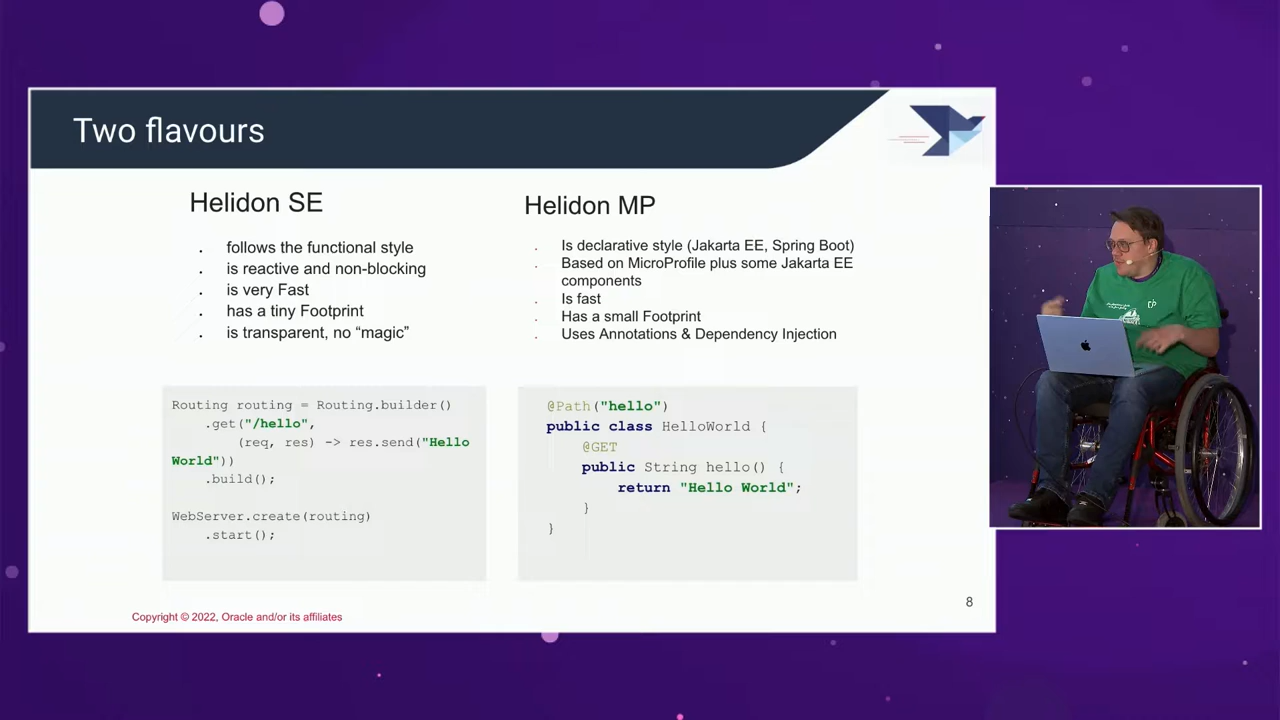 Two flavours
Helidon SE
. follows the functional style
. is reactive and non-blocking
. is very Fast
. has a tiny Footprint
. is transparent, no “magic”
Helidon MP
. Is declarative style (Jakarta EE, Spring Boot)
. Based on MicroProfile plus some Jakarta EE
components
. Is fast
. Has a small Footprint
. Uses Annotations & Dependency Injection
Routing routing = Routing.builder()
.get("/hello",
(req, res) -> res.send("Hello
World"))
.build();
WebServer.create(routing)
.start();
@Path("hello")
public class HelloWorld {
@GET
public String hello() {
return "Hello World";
}
}
8
Copyright © 2022, Oracle and/or its affiliates